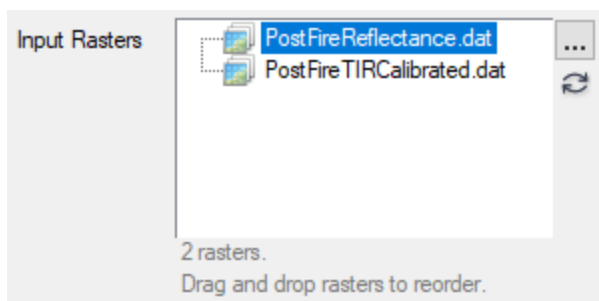 Input Rasters
PostFireReflectance.dat
PostFireTIRCalibrated.dat
...
2 rasters.
Drag and drop rasters to reorder.